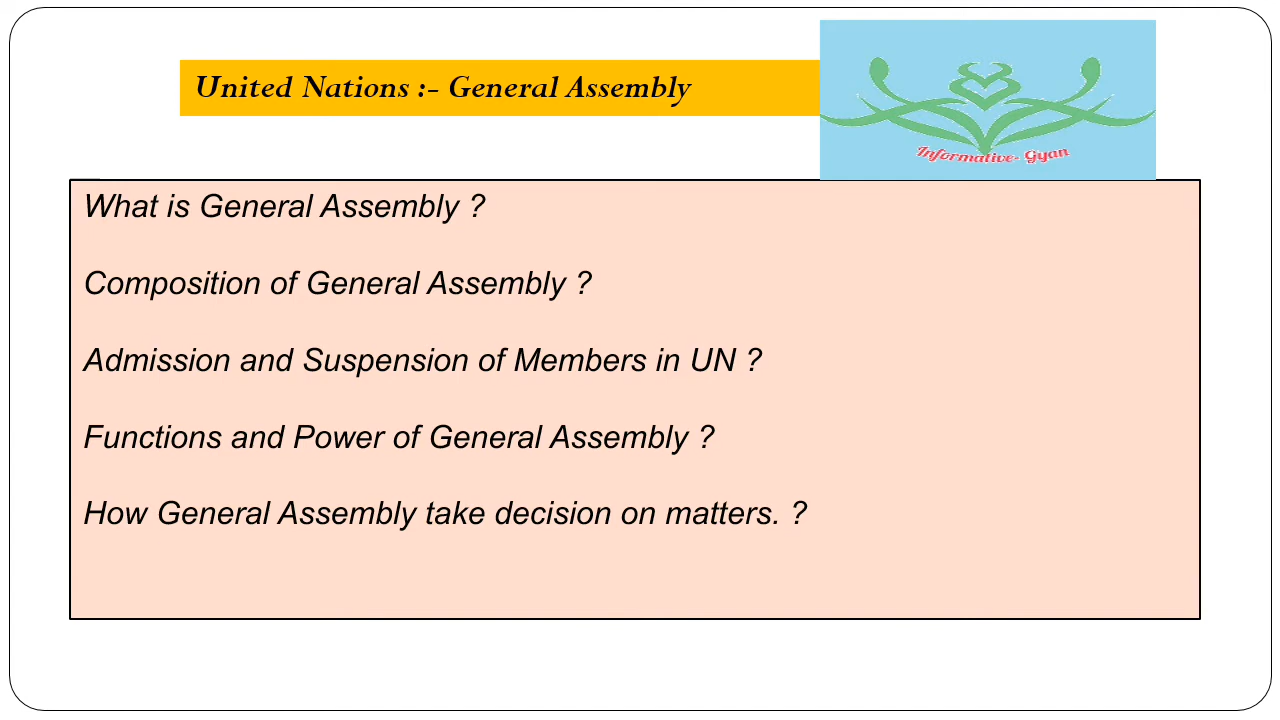 United Nations :- General Assembly
Informative- Gyan
What is General Assembly ?
Composition of General Assembly ?
Admission and Suspension of Members in UN ?
Functions and Power of General Assembly ?
How General Assembly take decision on matters. ?